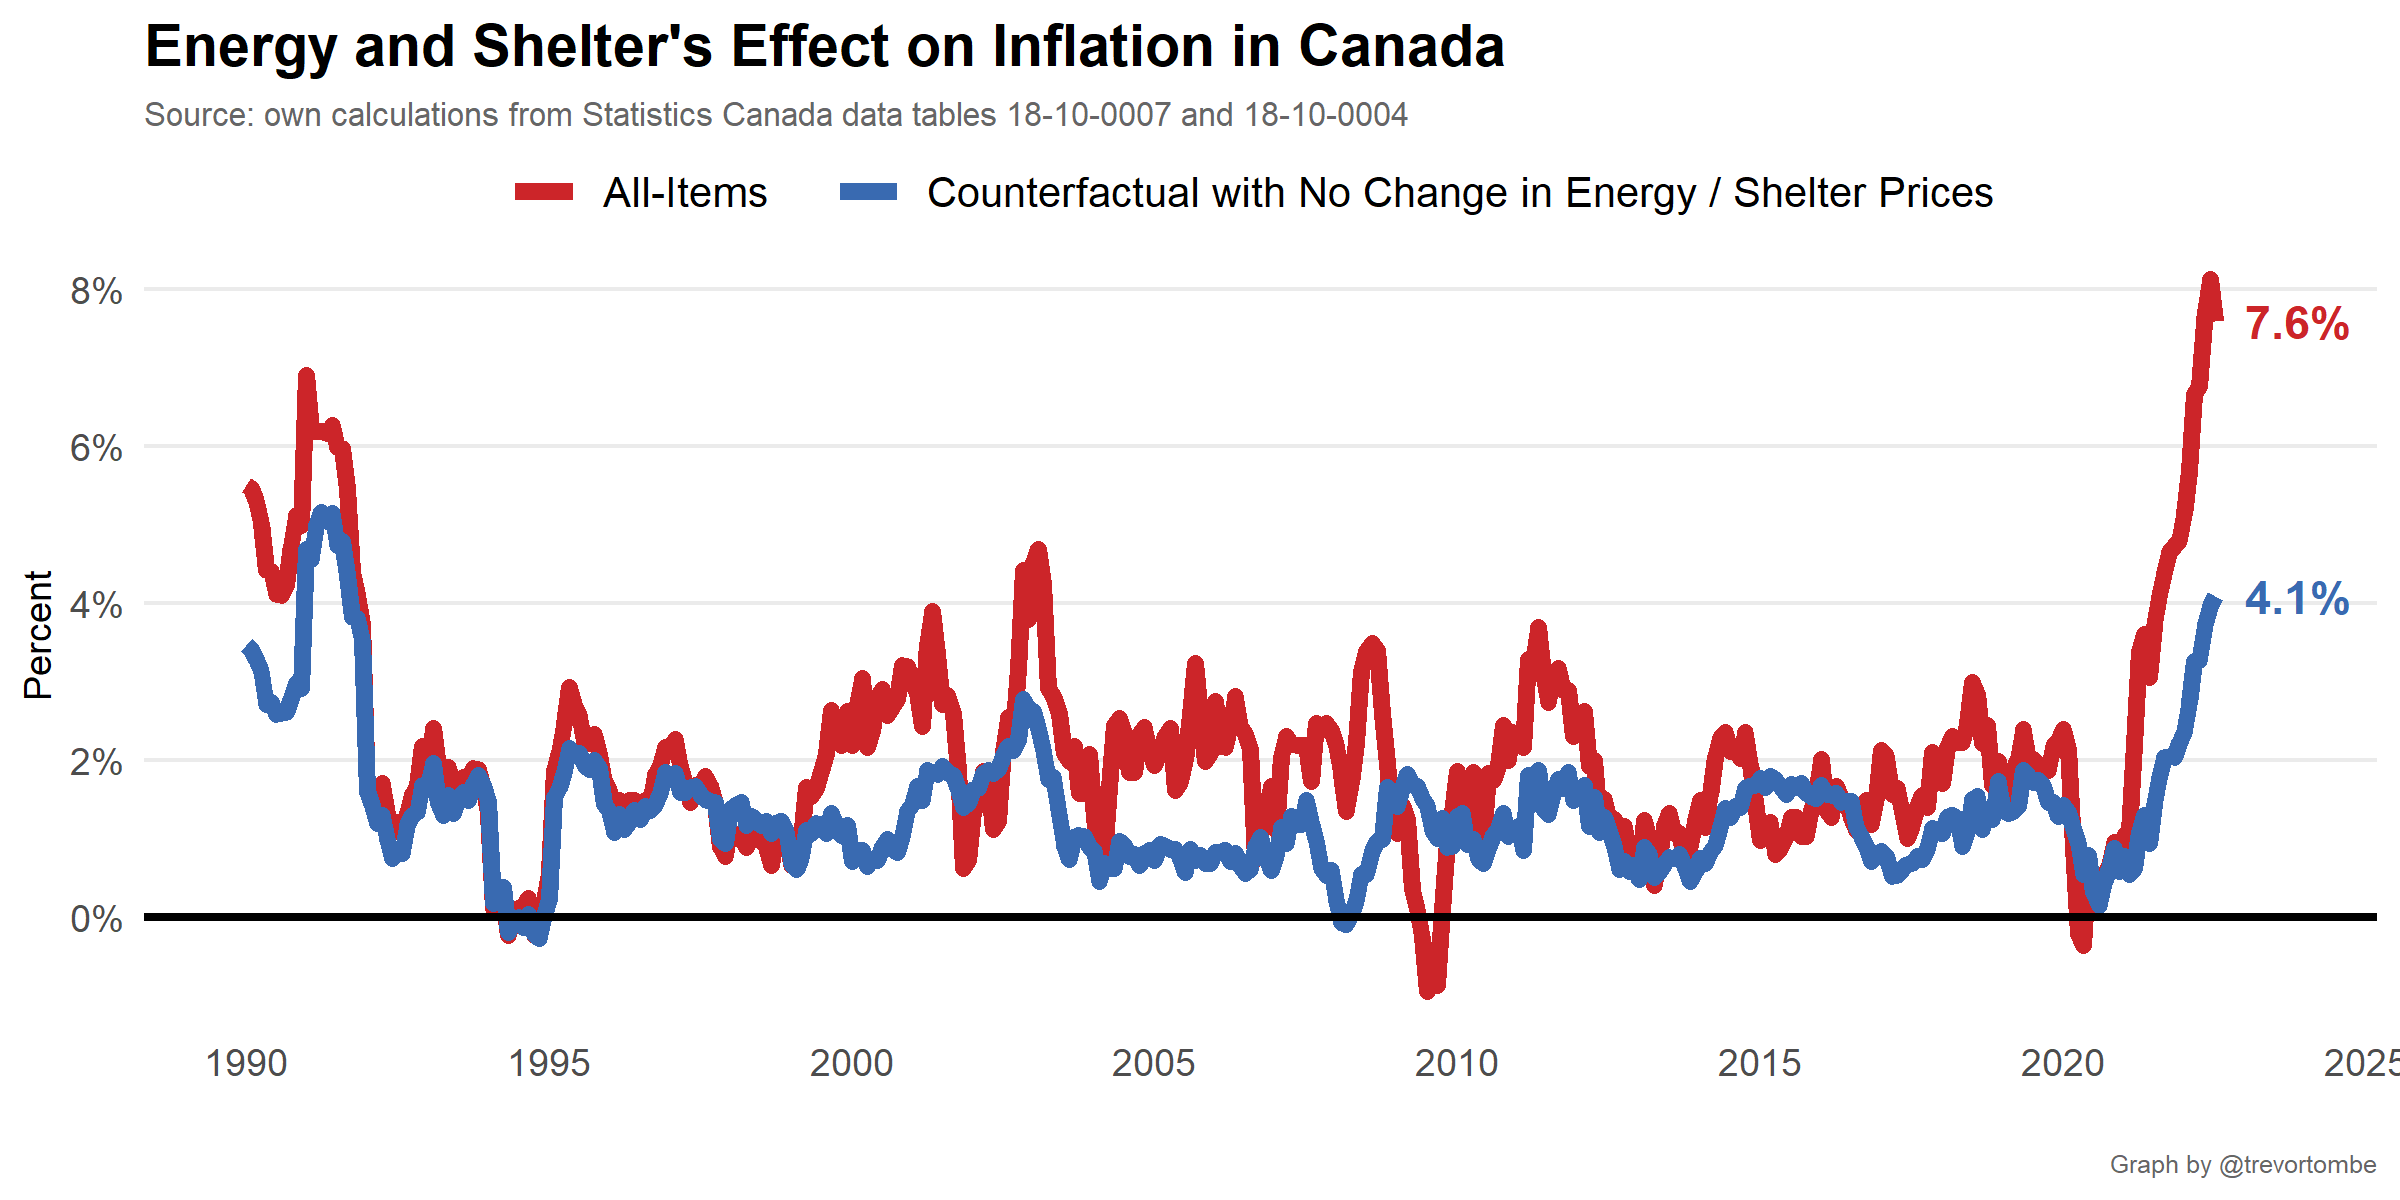 Energy and Shelter's Effect on Inflation in Canada
Source: own calculations from Statistics Canada data tables 18-10-0007 and 18-10-0004
All-Items
Counterfactual with No Change in Energy / Shelter Prices
8%
7.6%
6%
4%
4.1%
Percent
2%
0%
1990
1995
2000
2005
2010
2015
2020
2025
Graph by @trevortombe